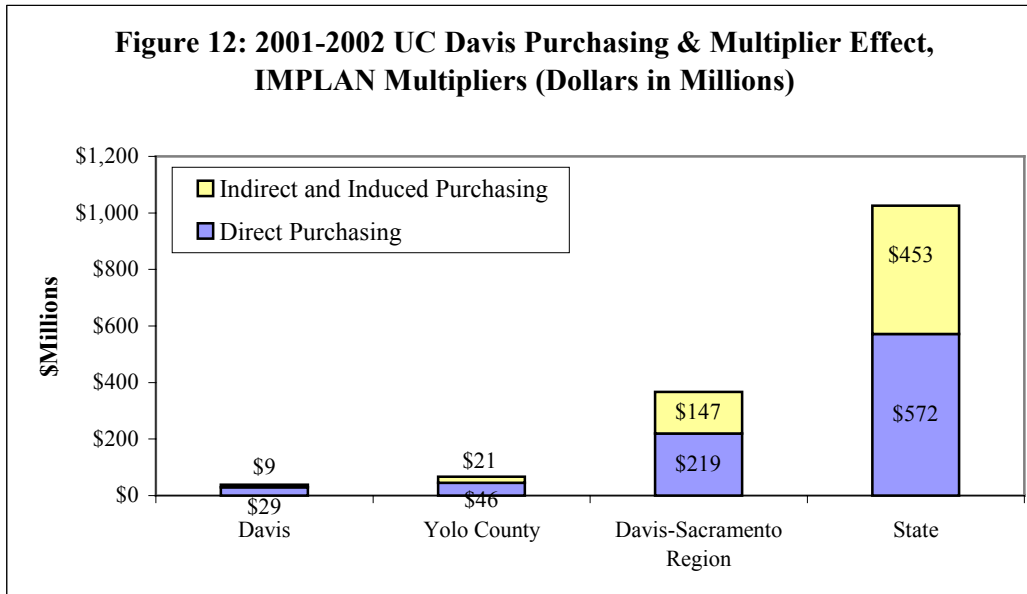 Figure 12: 2001-2002 UC Davis Purchasing & Multiplier Effect,
IMPLAN Multipliers (Dollars in Millions)
$Millions
$1,200
$1,000
$800
$600
$400
$200
$0
Indirect and Induced Purchasing
Direct Purchasing
$9
$29
$21
$46
$147
$219
$453
$572
Davis
Yolo County
Davis-Sacramento
Region
State